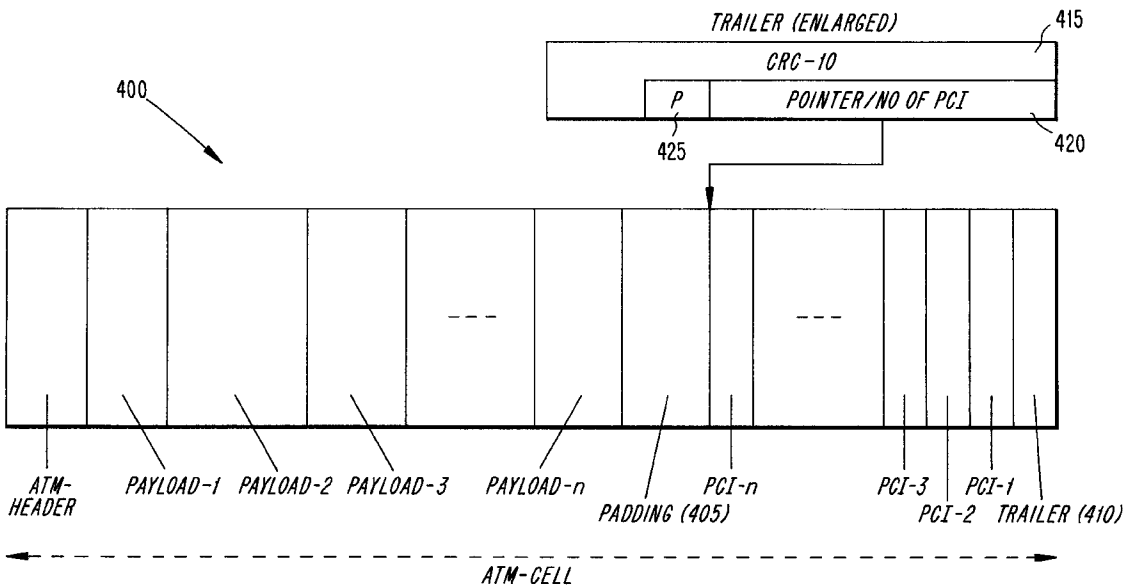 TRAILER (ENLARGED)
415
CRC-10
400
P
POINTER/NO OF PCI
425
420
---
---
ATM-
HEADER
PAYLOAD-1
PAYLOAD-2
PAYLOAD-3
PAYLOAD-n
PADDING (405)
PCI-n
PCI-3
PCI-2
PCI-1
TRAILER (410)
ATM-CELL